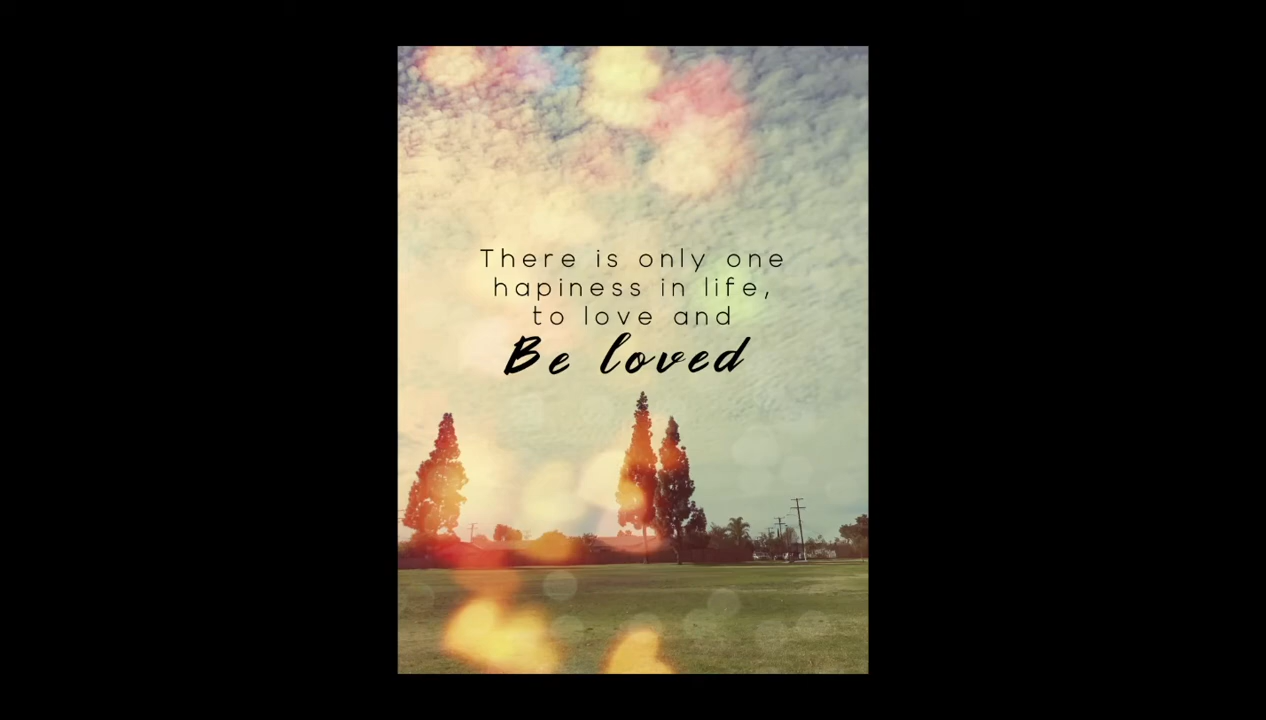 There is only one
hapiness in life,
to love and
Be loved